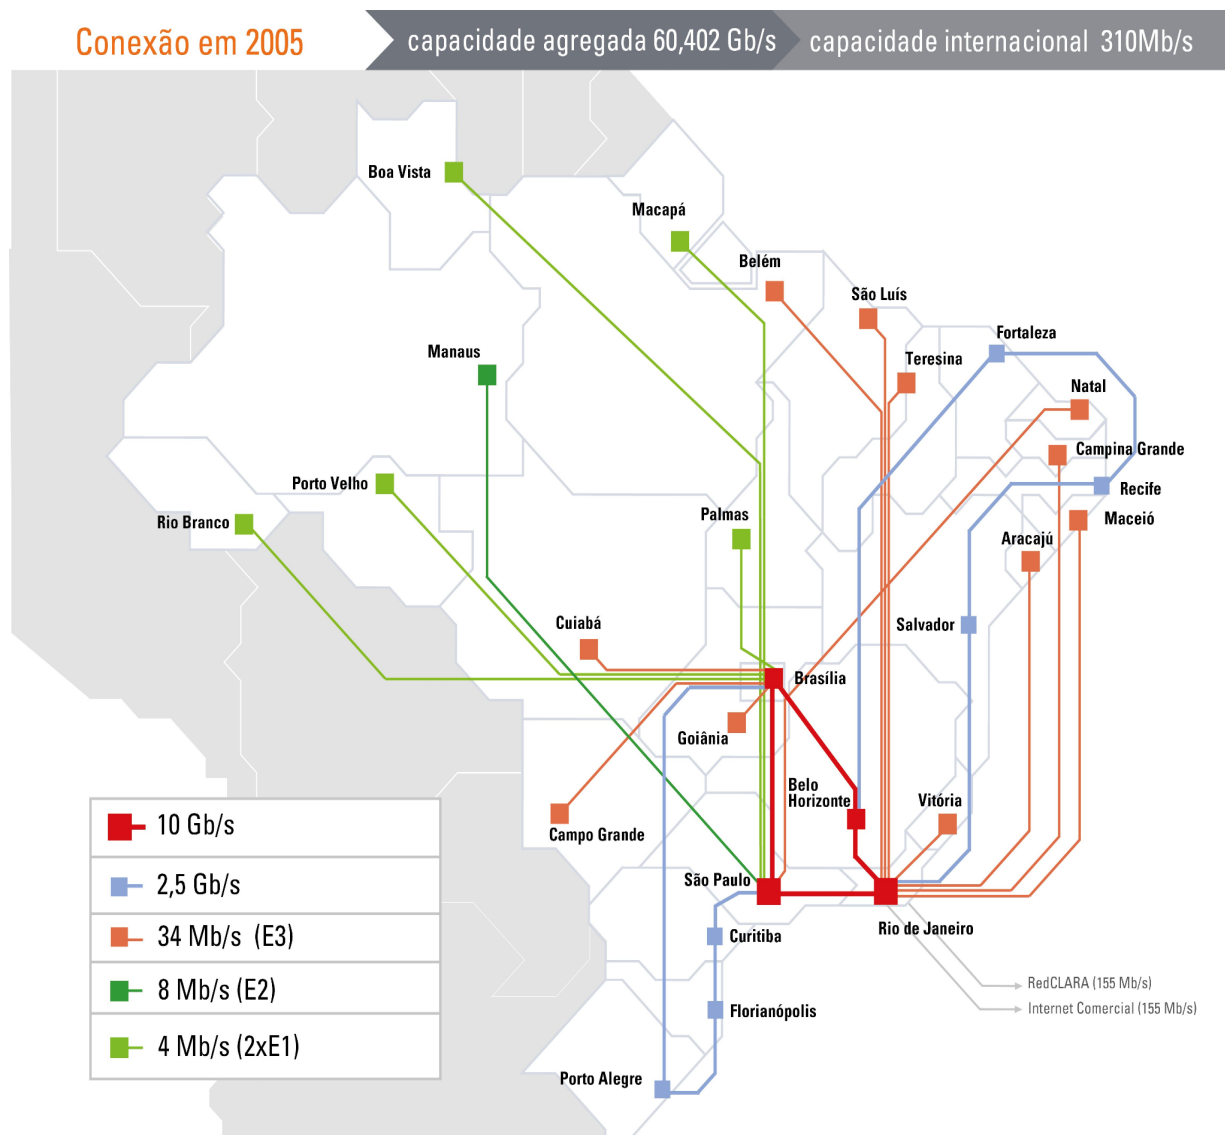 Conexão em 2005
capacidade agregada 60,402 Gb/s
capacidade internacional 310Mb/s
Boa Vista
Macapá
Belém
São Luís
Fortaleza
Manaus
Teresina
Natal
Campina Grande
Porto Velho
Recife
Rio Branco
Palmas
Maceió
Aracajú
Cuiabá
Salvador
Brasília
Goiânia
Belo
Horizonte
Vitória
Campo Grande
São Paulo
Rio de Janeiro
Curitiba
RedCLARA (155 Mb/s)
Internet Comercial (155 Mb/s)
Florianópolis
Porto Alegre
10 Gb/s
2,5 Gb/s
34 Mb/s (E3)
8 Mb/s (E2)
4 Mb/s (2xE1)